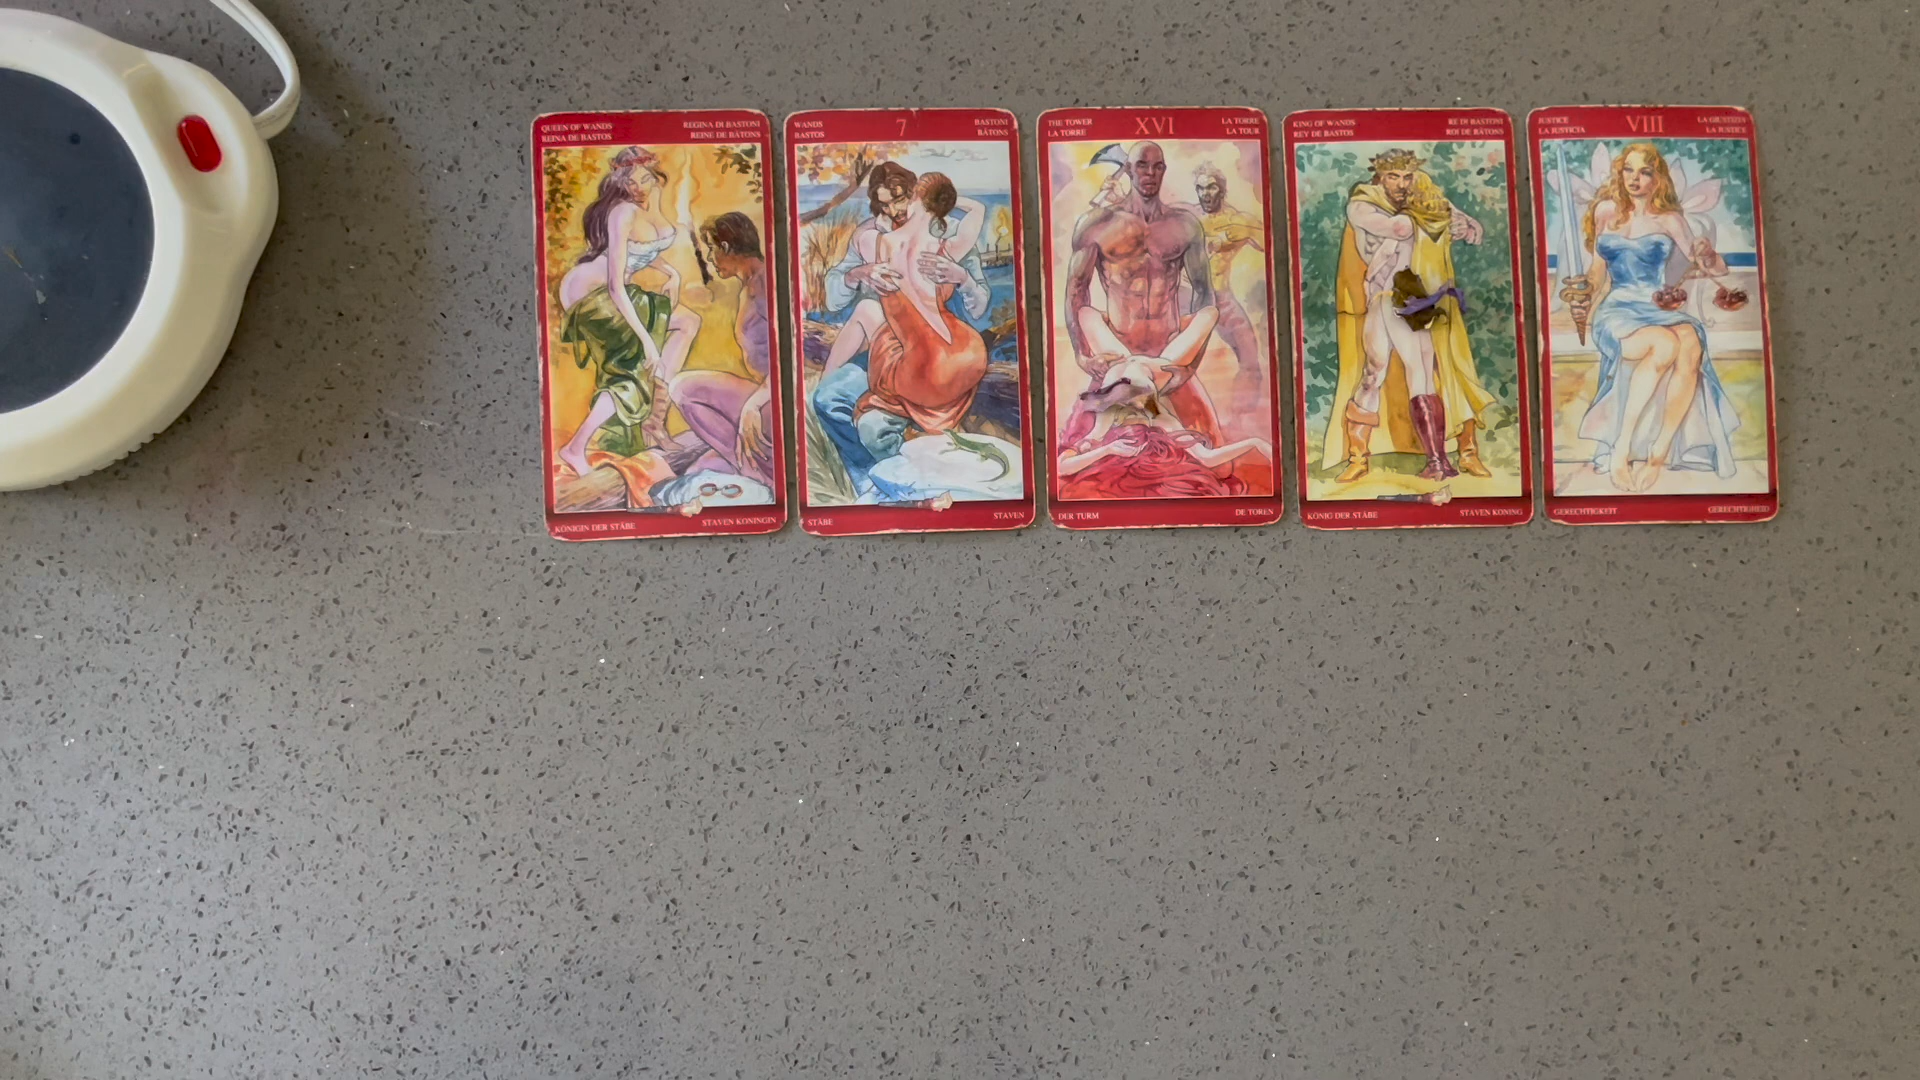 QUEEN OF WANDS
REINA DE BASTOS
REGINA DI BASTONI
REINE DE BÂTONS
KÖNIGIN DER STÄBE
STAVEN KONINGIN
WANDS
BASTOS
7
BASTONI
BÂTONS
STÄBE
STAVEN
THE TOWER
LA TORRE
XVI
LA TORRE
LA TOUR
DER TURM
DE TOREN
KING OF WANDS
REY DE BASTOS
RE DI BASTONI
ROI DE BÂTONS
KÖNIG DER STÄBE
STAVEN KONING
JUSTICE
LA JUSTICIA
VIII
LA GIUSTIZIA
LA JUSTICE
GERECHTIGKEIT
GERECHTIGHEID